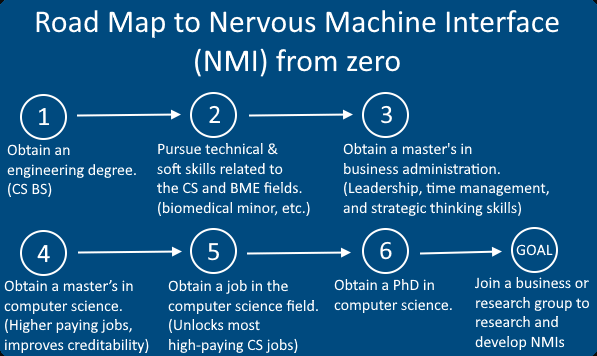 Road Map to Nervous Machine Interface
(NMI) from zero
1
2
3
Obtain an
engineering degree.
(CS BS)
Pursue technical &
soft skills related to
the CS and BME fields.
(biomedical minor, etc.)
Obtain a master's in
business administration.
(Leadership, time management,
and strategic thinking skills)
4
5
6
GOAL
Obtain a master's in
computer science.
(Higher paying jobs,
improves creditability)
Obtain a job in the
computer science field.
(Unlocks most
high-paying CS jobs)
Obtain a PhD in
computer science.
Join a business or
research group to
research and
develop NMIs